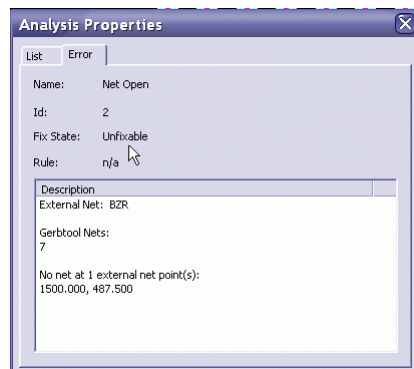 Analysis Properties
List Error
Name: Net Open
Id: 2
Fix State: Unfixable
Rule: n/a
Description
External Net: BZR
Gerbtool Nets:
7
No net at 1 external net point(s):
1500.000, 487.500